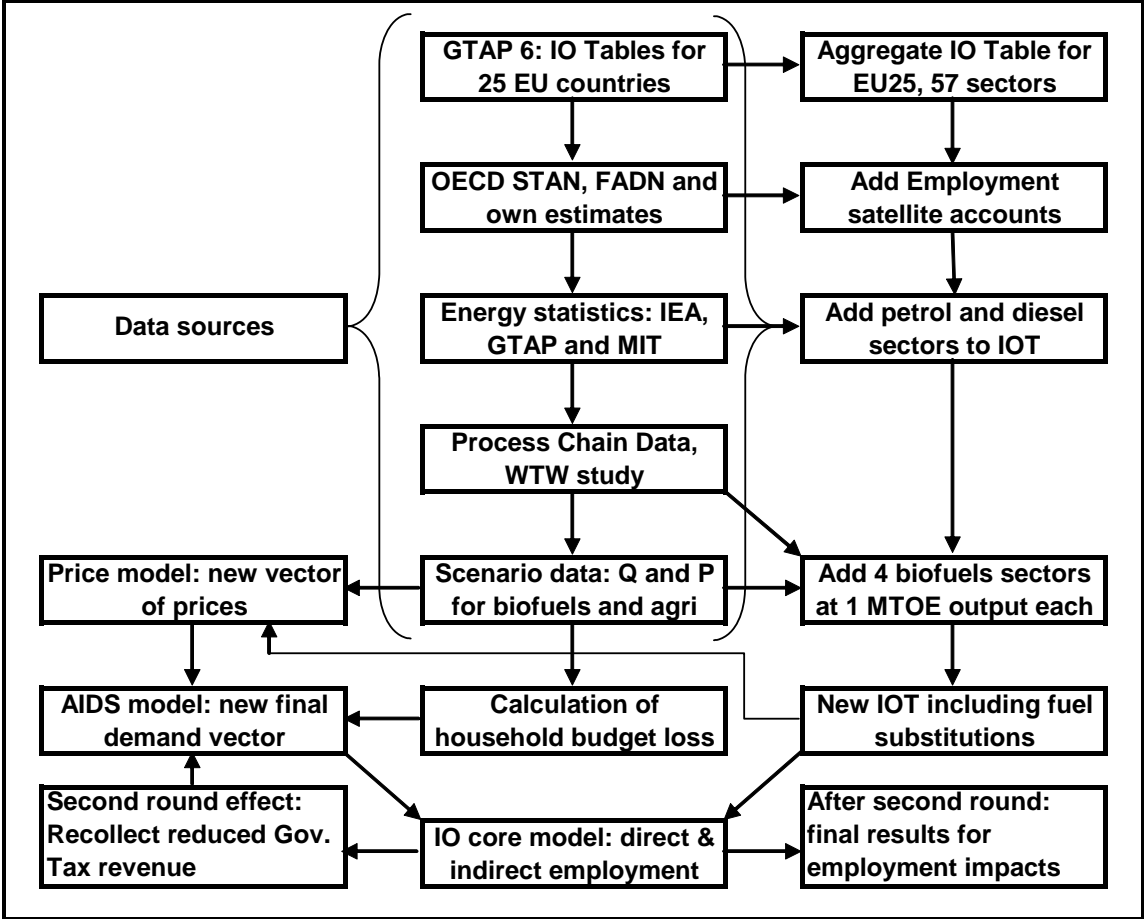 GTAP 6: IO Tables for
25 EU countries
Aggregate IO Table for
EU25, 57 sectors
OECD STAN, FADN and
own estimates
Add Employment
satellite accounts
Data sources
Energy statistics: IEA,
GTAP and MIT
Add petrol and diesel
sectors to IOT
Process Chain Data,
WTW study
Price model: new vector
of prices
Scenario data: Q and P
for biofuels and agri
Add 4 biofuels sectors
at 1 MTOE output each
AIDS model: new final
demand vector
Calculation of
household budget loss
New IOT including fuel
substitutions
Second round effect:
Recollect reduced Gov.
Tax revenue
IO core model: direct &
indirect employment
After second round:
final results for
employment impacts